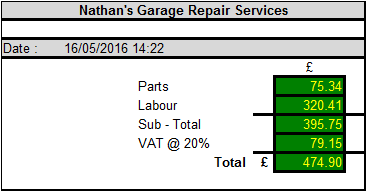 Nathan's Garage Repair Services
Date : 16/05/2016 14:22
£
Parts 75.34
Labour 320.41
Sub - Total 395.75
VAT @ 20% 79.15
Total £ 474.90